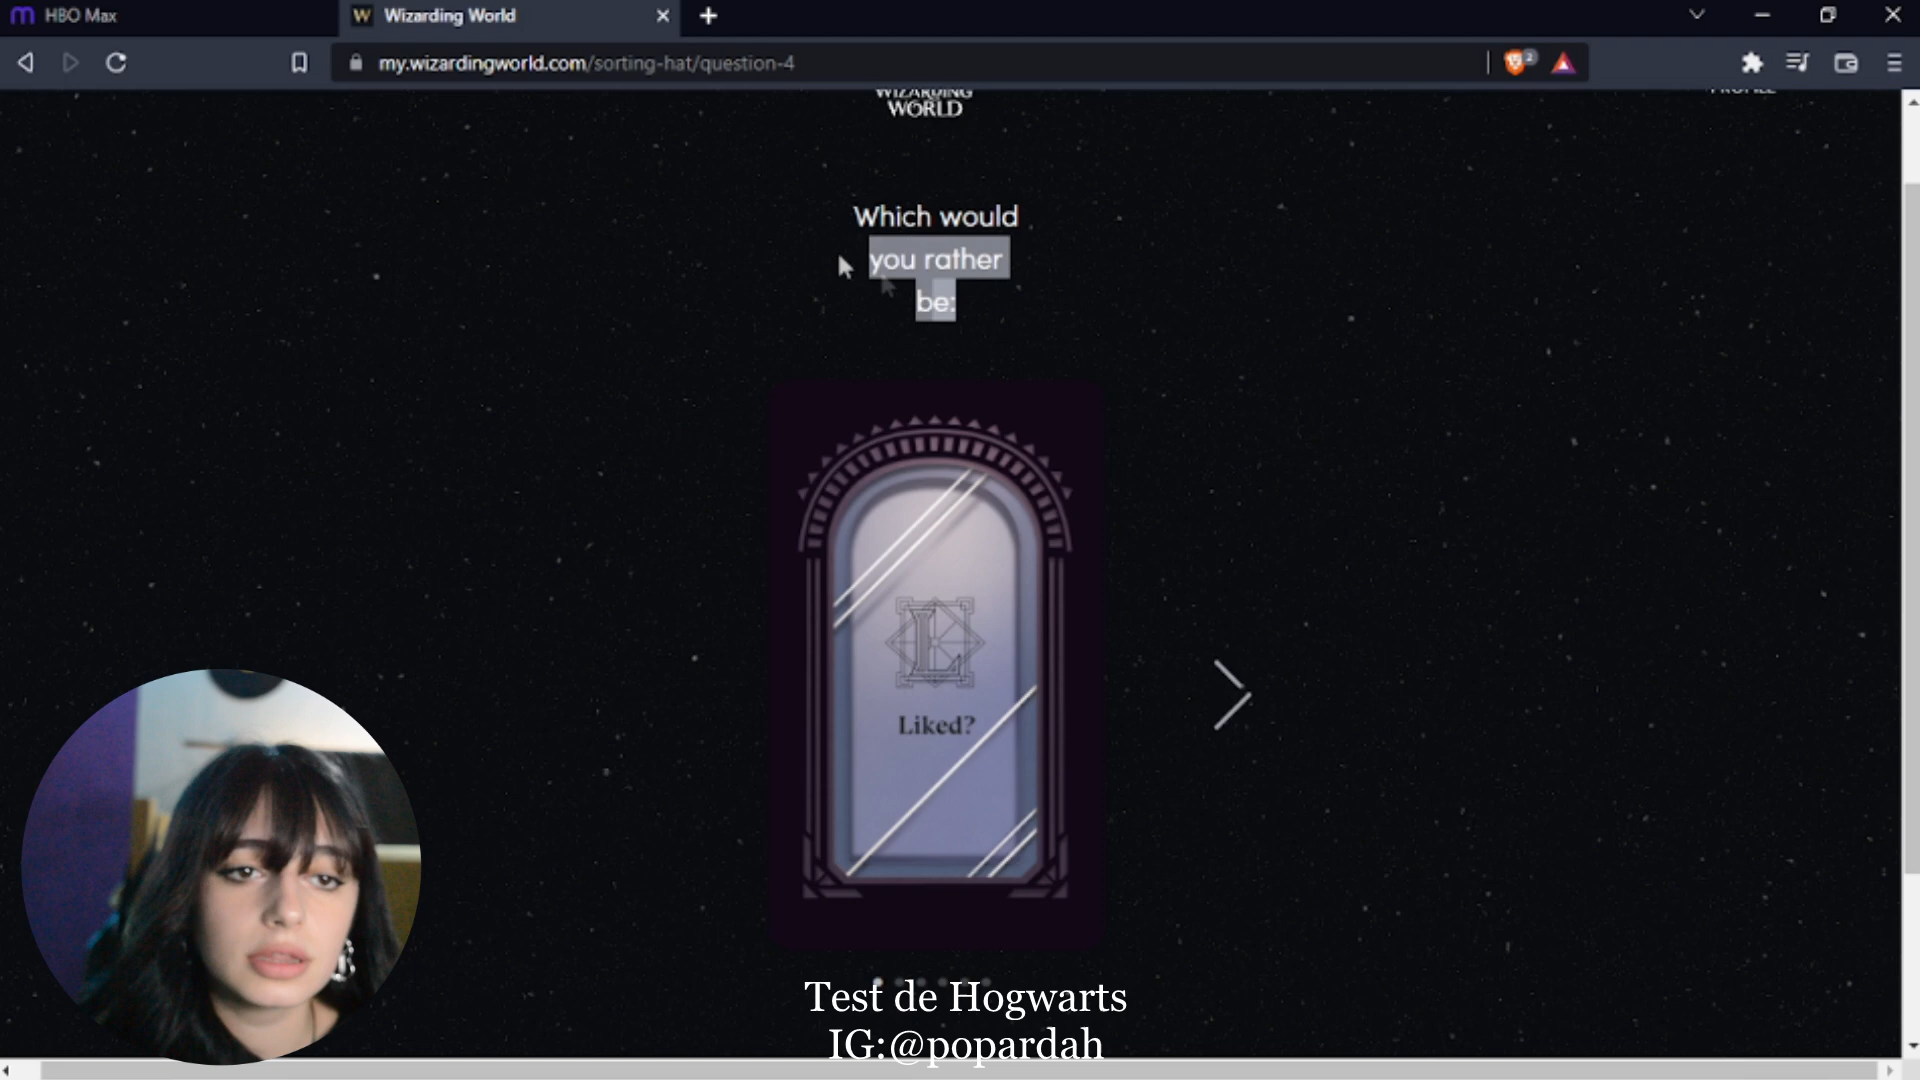 HBO Max
W Wizarding World
my.wizardingworld.com/sorting-hat/question-4
2
WIZARDING
WORLD
PROFILE
Which would
you rather
be:
L
Liked?
Test de Hogwarts
IG:@popardah